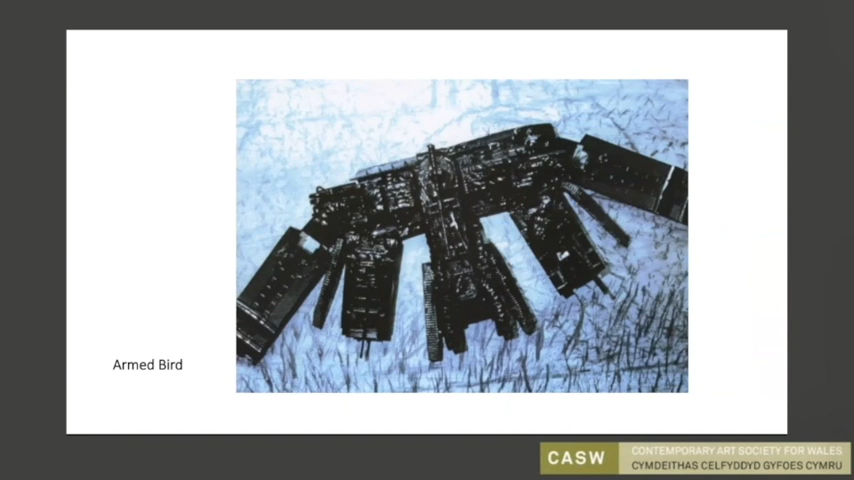 Armed Bird
CASW
CONTEMPORARY ART SOCIETY FOR WALES
CYMDEITHAS CELFYDDYD GYFOES CYMRU